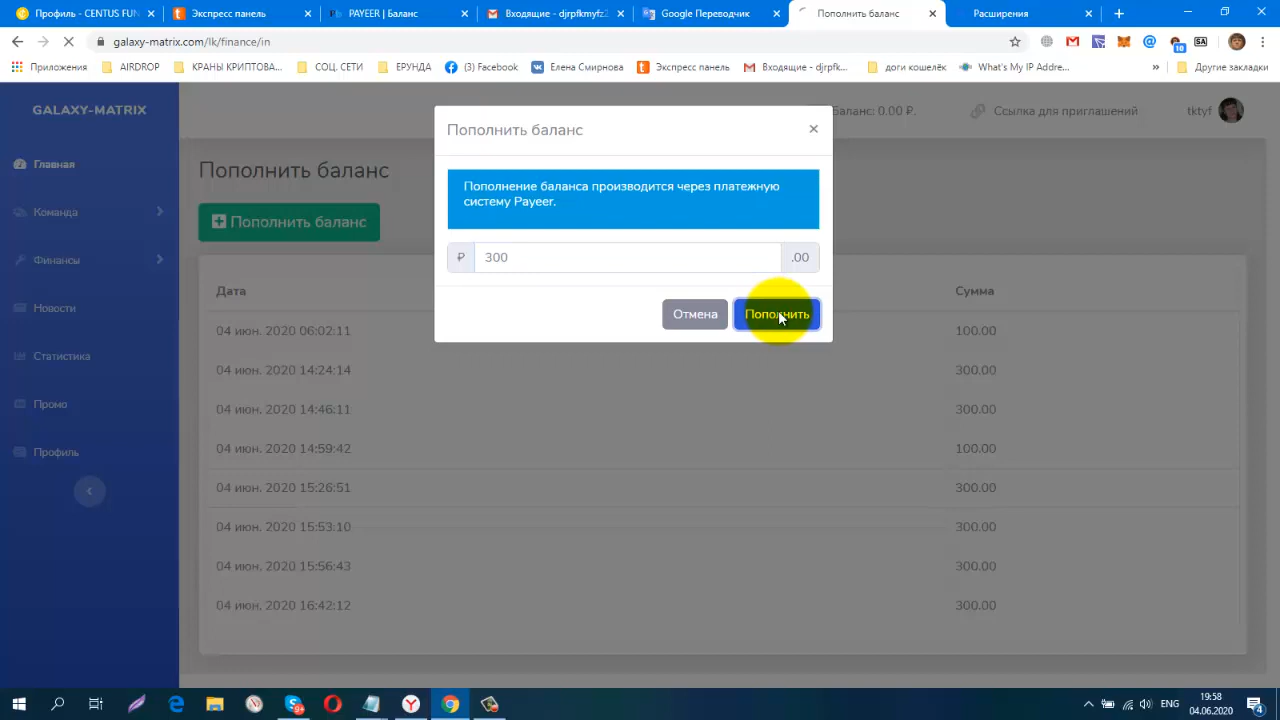 Профиль - CENTUS FUN
Экспресс панель
PAYEER | Баланс
Входящие - djrpfkmyfz2
Google Переводчик
Пополнить баланс
Расширения
galaxy-matrix.com/lk/finance/in
Приложения
AIRDROP
КРАНЫ КРИПТОВА...
СОЦ. СЕТИ
ЕРУНДА
(3) Facebook
Елена Смирнова
Экспресс панель
Входящие - djrpfk...
доги кошелёк
What's My IP Addre...
»
Другие закладки
GALAXY-MATRIX
Баланс: 0.00 ₽.
Ссылка для приглашений
tktyf
Главная
Команда
Финансы
Новости
Статистика
Промо
Профиль
Пополнить баланс
Пополнить баланс
Пополнить баланс
×
Пополнение баланса производится через платежную
систему Payeer.
₽ 300 .00
Отмена Пополнить
Дата Сумма
04 июн. 2020 06:02:11 100.00
04 июн. 2020 14:24:14 300.00
04 июн. 2020 14:46:11 300.00
04 июн. 2020 14:59:42 100.00
04 июн. 2020 15:26:51 300.00
04 июн. 2020 15:53:10 300.00
04 июн. 2020 15:56:43 300.00
04 июн. 2020 16:42:12 300.00
ENG
19:58
04.06.2020